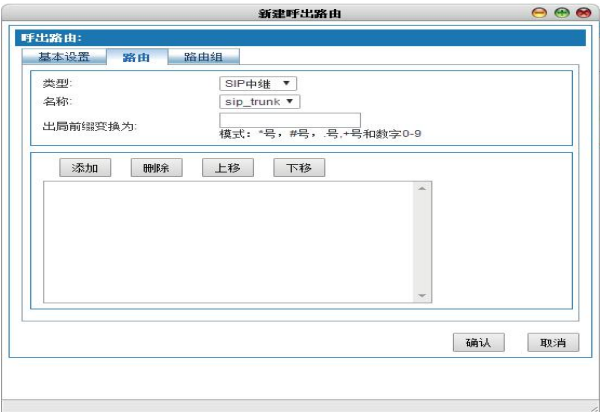 新建呼出路由
呼出路由:
基本设置 路由 路由组
类型: SIP中继
名称: sip_trunk
出局前缀变换为:
模式：*号，#号，.号,+号和数字0-9
添加 删除 上移 下移
确认 取消